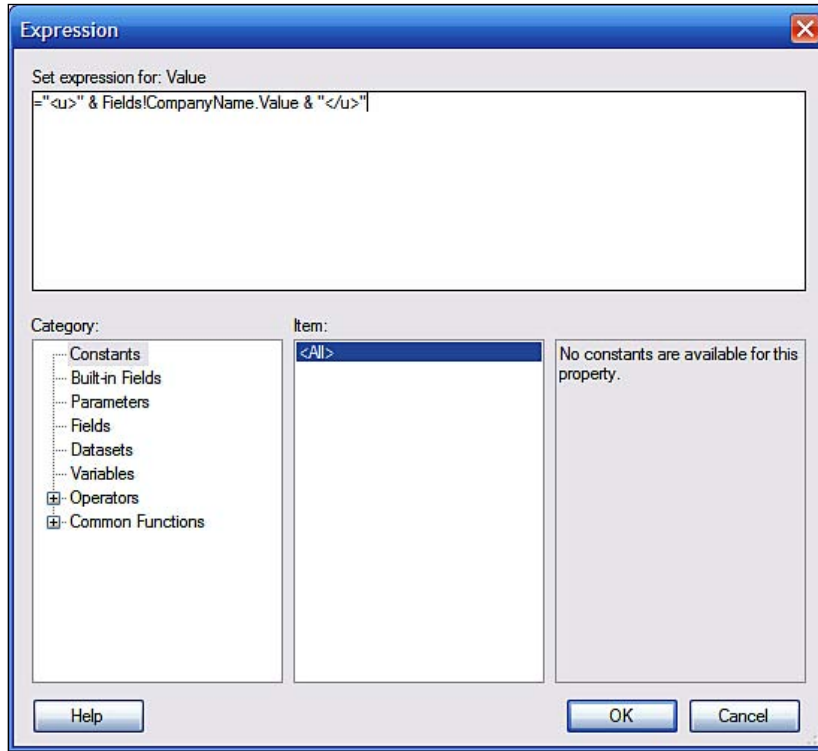 Expression
Set expression for: Value
="<u>" & Fields!CompanyName.Value & "</u>"
Category:
Constants
Built-in Fields
Parameters
Fields
Datasets
Variables
Operators
Common Functions
Item:
<All>
No constants are available for this
property.
Help
OK
Cancel